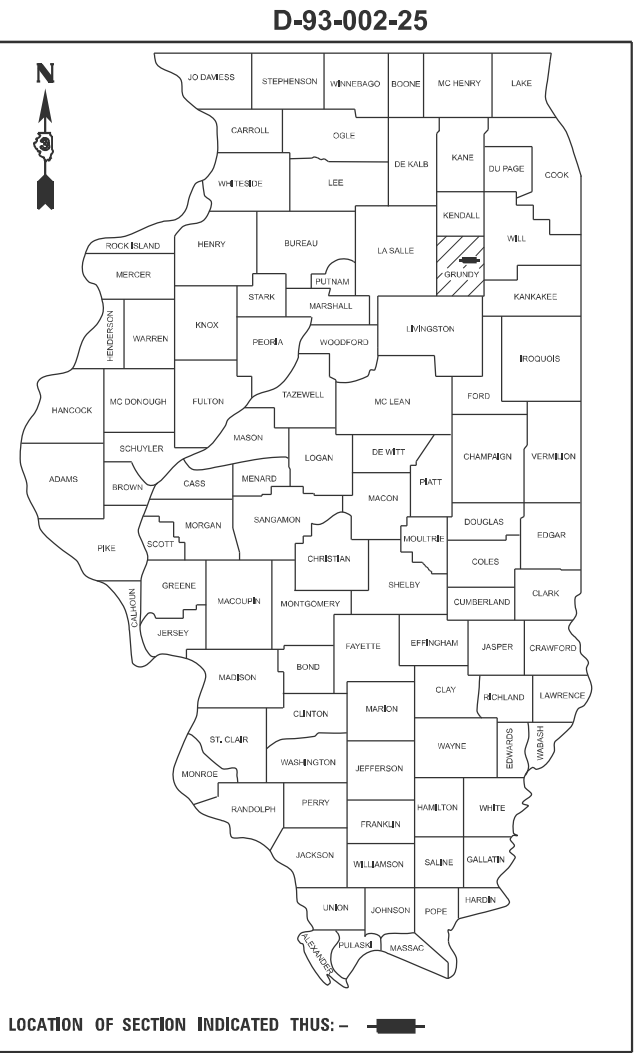 D-93-002-25
N
3
JO DAVIESS
STEPHENSON
WINNEBAGO
BOONE
MC HENRY
LAKE
CARROLL
OGLE
DE KALB
KANE
DU PAGE
COOK
WHITESIDE
LEE
KENDALL
WILL
ROCK ISLAND
HENRY
BUREAU
LA SALLE
GRUNDY
MERCER
PUTNAM
KANKAKEE
STARK
MARSHALL
HENDERSON
WARREN
KNOX
PEORIA
WOODFORD
LIVINGSTON
IROQUOIS
HANCOCK
MC DONOUGH
FULTON
TAZEWELL
MC LEAN
FORD
MASON
SCHUYLER
LOGAN
DE WITT
CHAMPAIGN
VERMILION
ADAMS
BROWN
CASS
MENARD
PIATT
MACON
MORGAN
SANGAMON
DOUGLAS
EDGAR
PIKE
SCOTT
CHRISTIAN
MOULTRIE
COLES
GREENE
MACOUPIN
MONTGOMERY
SHELBY
CUMBERLAND
CLARK
CALHOUN
JERSEY
FAYETTE
EFFINGHAM
JASPER
CRAWFORD
MADISON
BOND
CLAY
RICHLAND
LAWRENCE
CLINTON
MARION
ST. CLAIR
WAYNE
EDWARDS
WABASH
WASHINGTON
JEFFERSON
MONROE
RANDOLPH
PERRY
HAMILTON
WHITE
FRANKLIN
JACKSON
WILLIAMSON
SALINE
GALLATIN
UNION
JOHNSON
POPE
HARDIN
ALEXANDER
PULASKI
MASSAC
LOCATION OF SECTION INDICATED THUS: –